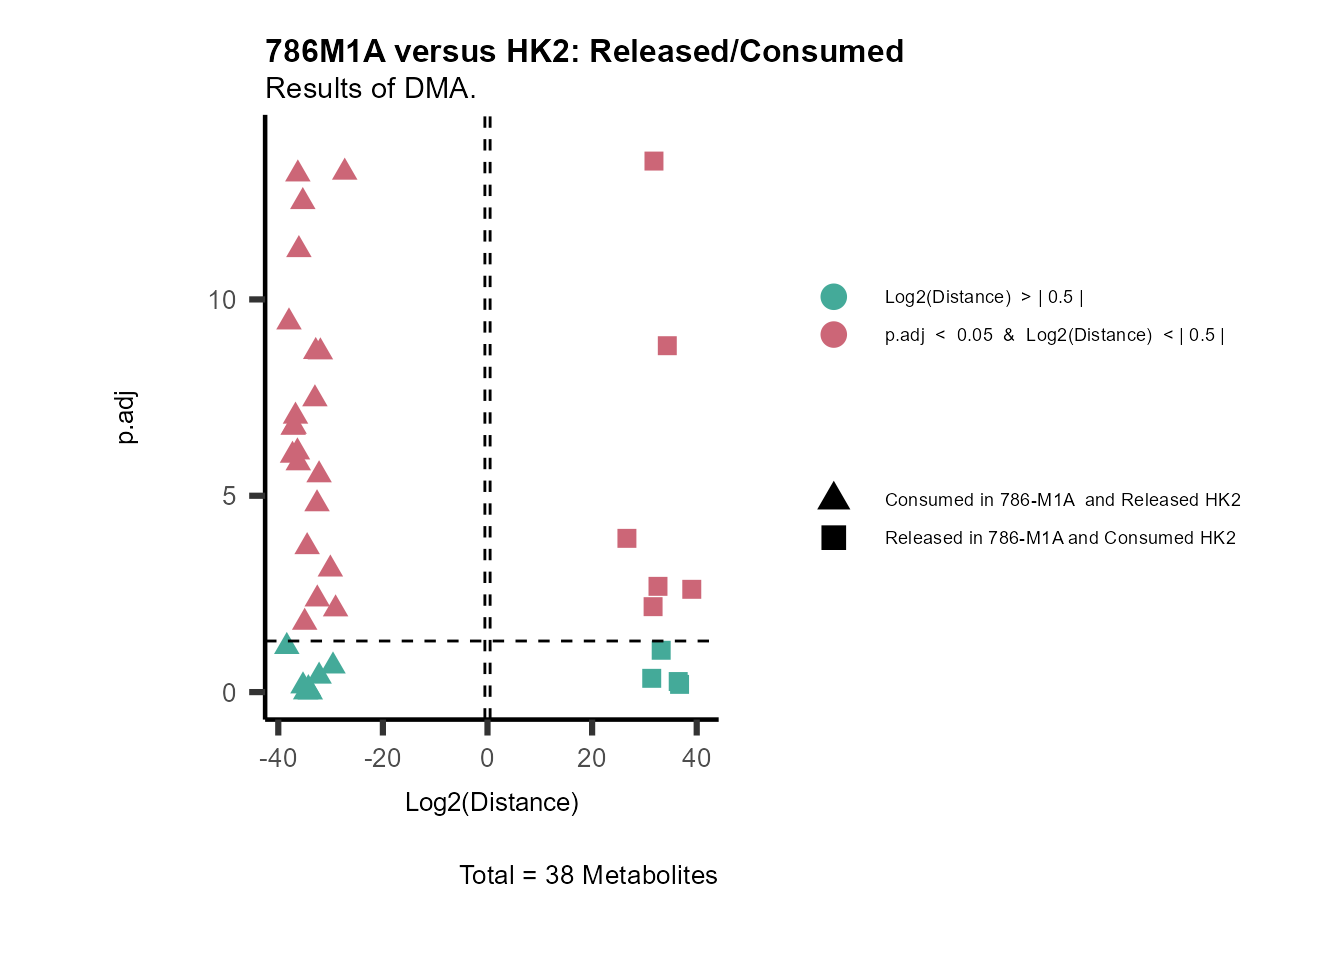 786M1A versus HK2: Released/Consumed
Results of DMA.
10
5
0
p.adj
-40 -20 0 20 40
Log2(Distance)
Total = 38 Metabolites
Log2(Distance) > | 0.5 |
p.adj < 0.05 & Log2(Distance) < | 0.5 |
Consumed in 786-M1A and Released HK2
Released in 786-M1A and Consumed HK2